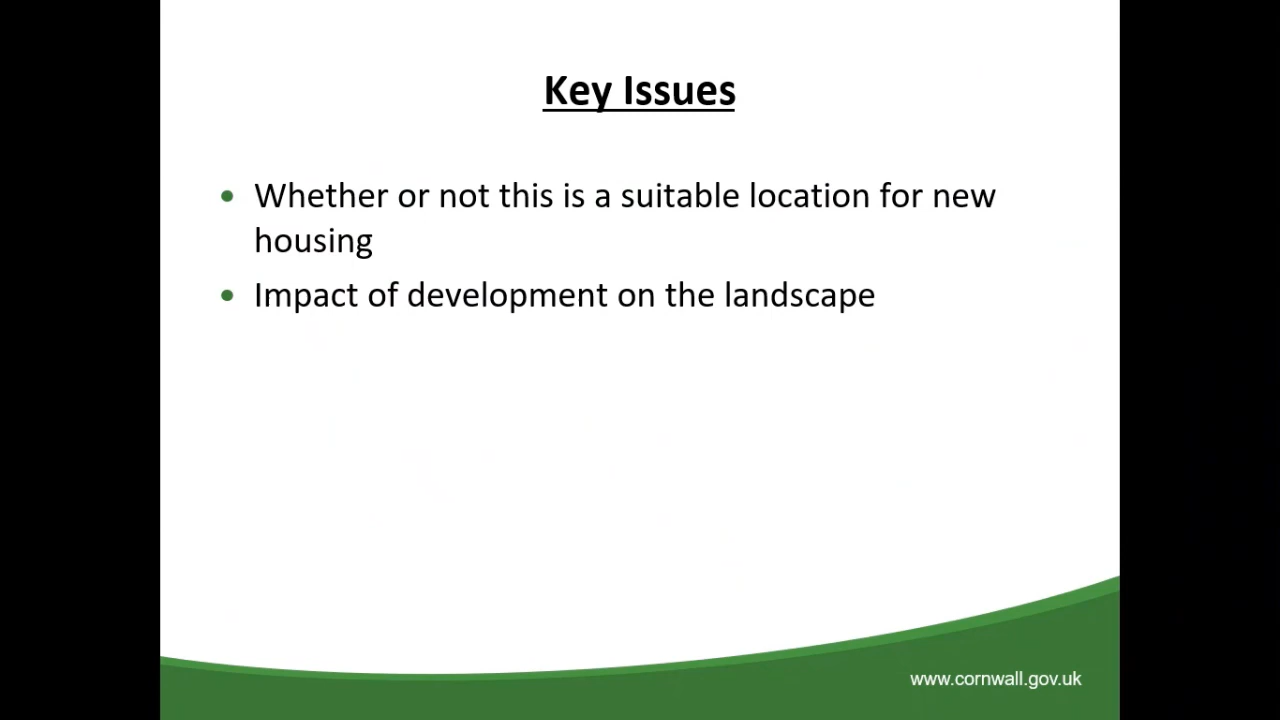 Key Issues
• Whether or not this is a suitable location for new
housing
• Impact of development on the landscape
www.cornwall.gov.uk